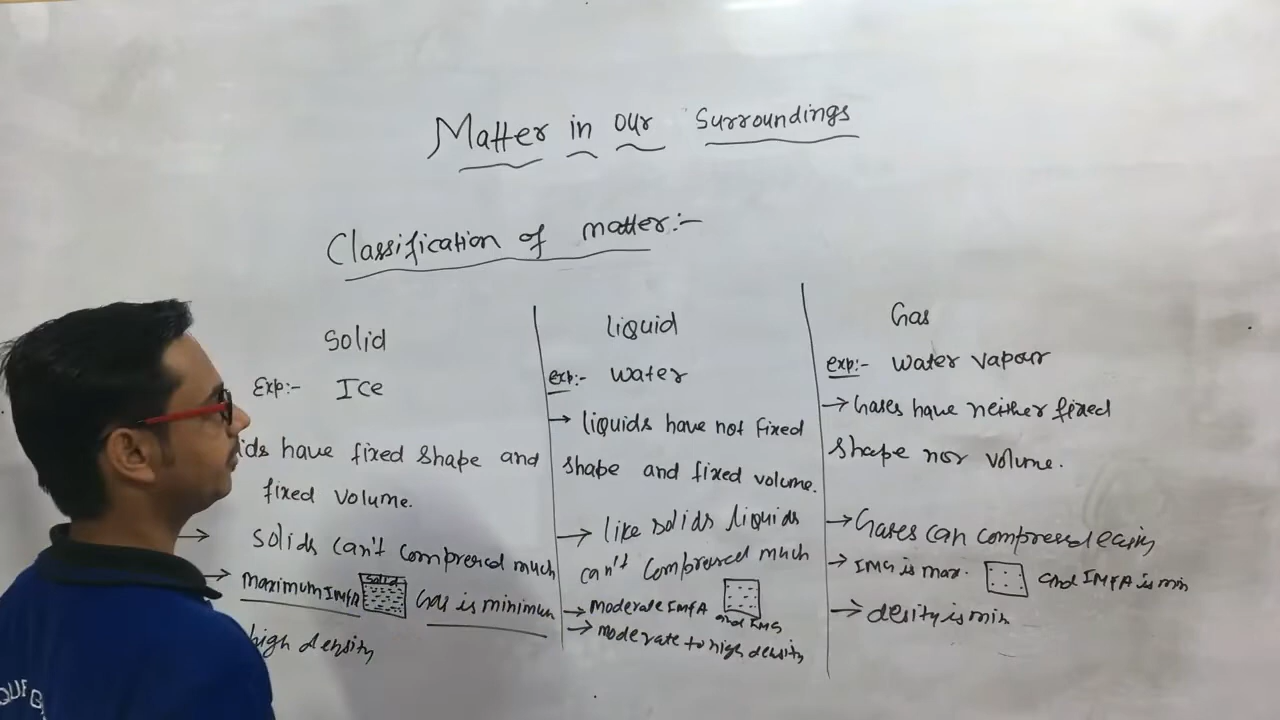 Matter in our Surroundings
Classification of matter:-
Solid
Exp:- Ice
ids have fixed shape and
fixed volume.
→ solids can't compresed much
→ maximum IMFA solid Gas is minimum
high density
liquid
exp:- water
→ liquids have not fixed
shape and fixed volume.
→ like solids liquids
can't compressed much
→ moderate IMFA and IMG
→ moderate to high density
Gas
exp:- water vapour
→ Gases have neither fixed
shape nor volume.
→ Gases can compressed easily
→ IMG is max. and IMFA is min
→ desity is min
QUE G